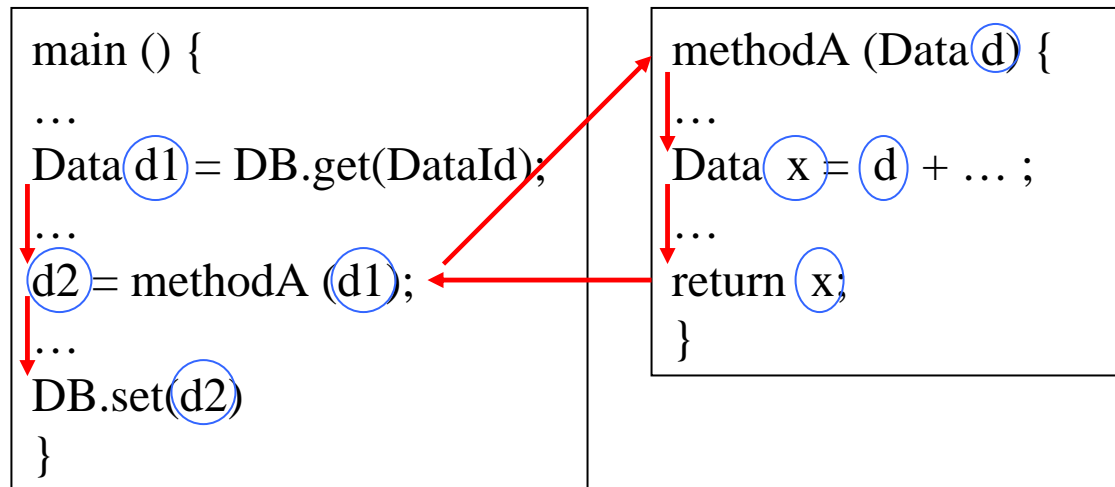 main () {
…
Data d1 = DB.get(DataId);
…
d2 = methodA (d1);
…
DB.set(d2)
}
methodA (Data d) {
…
Data x = d + … ;
…
return x;
}